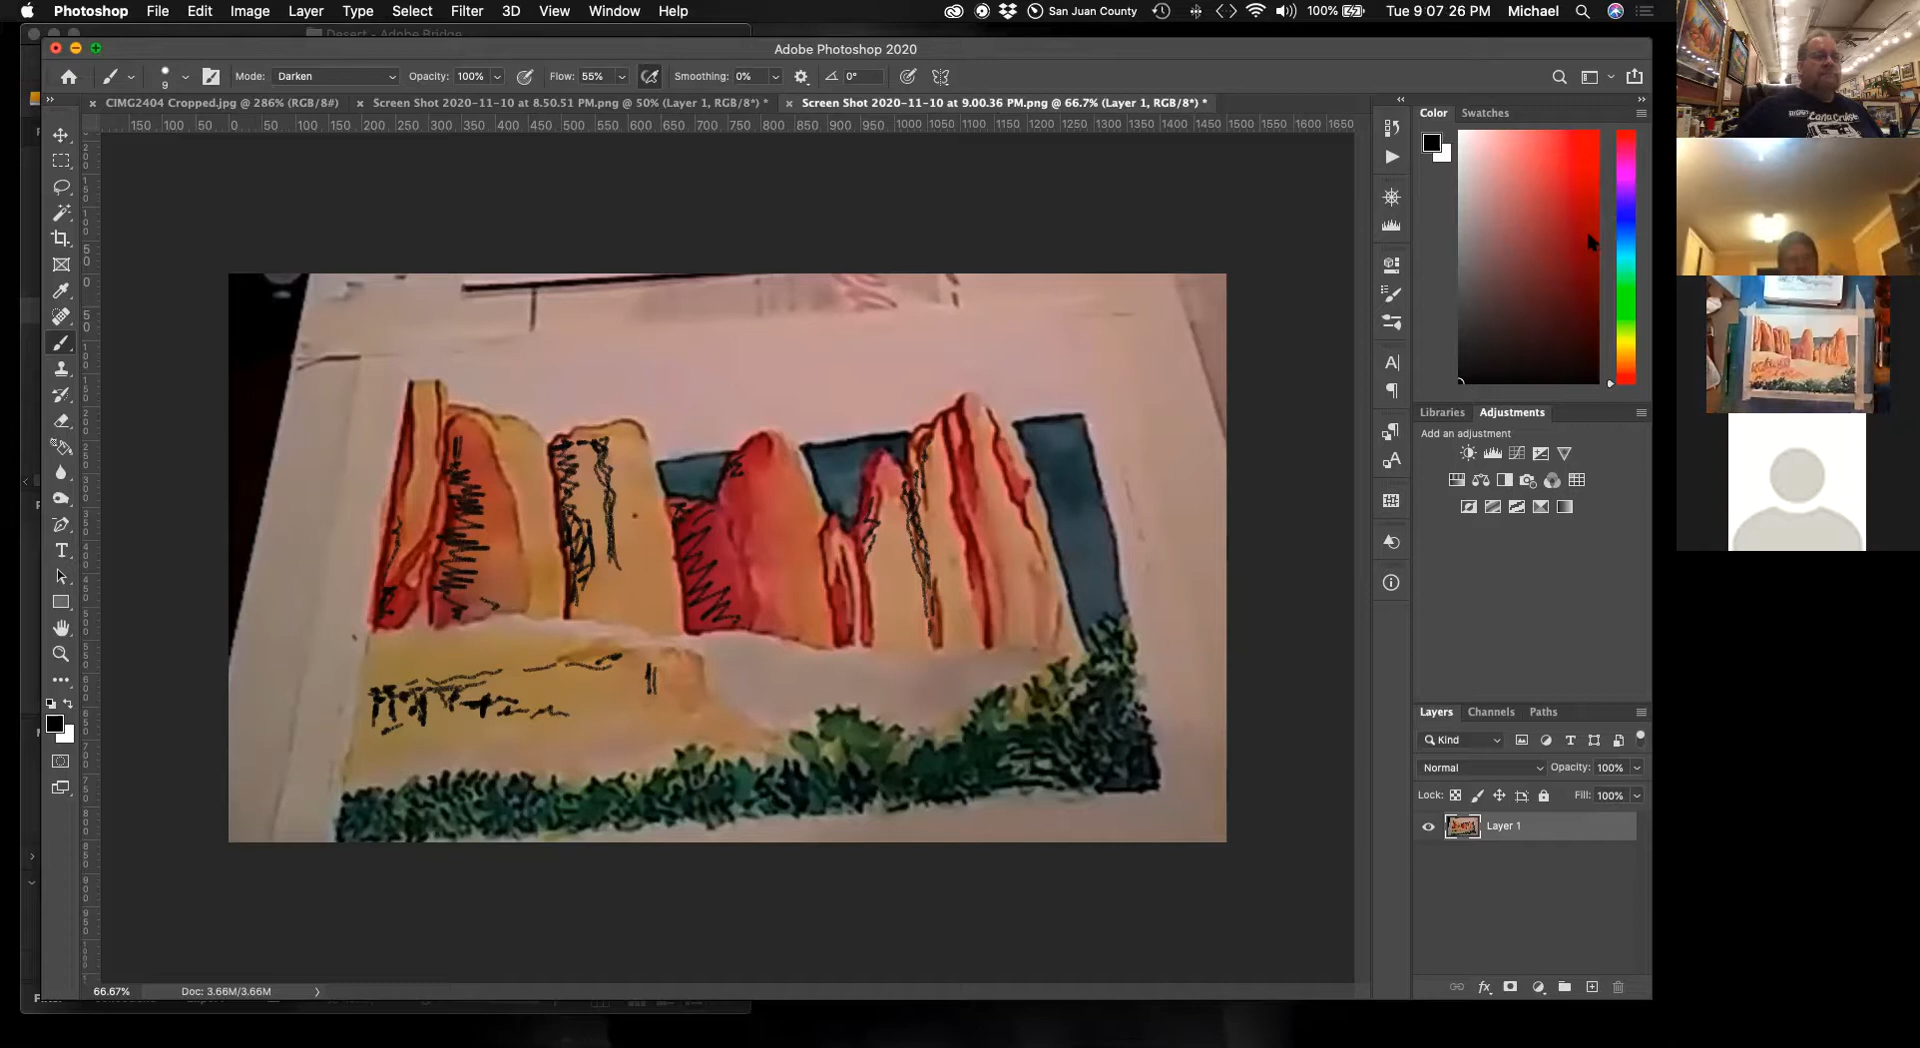 Photoshop File Edit Image Layer Type Select Filter 3D View Window Help San Juan County 100% Tue 9 07 26 PM Michael
Desert - Adobe Bridge
Adobe Photoshop 2020
9 Mode: Darken Opacity: 100% Flow: 55% Smoothing: 0% 0°
CIMG2404 Cropped.jpg @ 286% (RGB/8#) Screen Shot 2020-11-10 at 8.50.51 PM.png @ 50% (Layer 1, RGB/8*) * Screen Shot 2020-11-10 at 9.00.36 PM.png @ 66.7% (Layer 1, RGB/8*) *
150 100 50 0 50 100 150 200 250 300 350 400 450 500 550 600 650 700 750 800 850 900 950 1000 1050 1100 1150 1200 1250 1300 1350 1400 1450 1500 1550 1600 1650
Color Swatches
Libraries Adjustments
Add an adjustment
Layers Channels Paths
Kind
Normal Opacity: 100%
Lock: Fill: 100%
Layer 1
66.67% Doc: 3.66M/3.66M